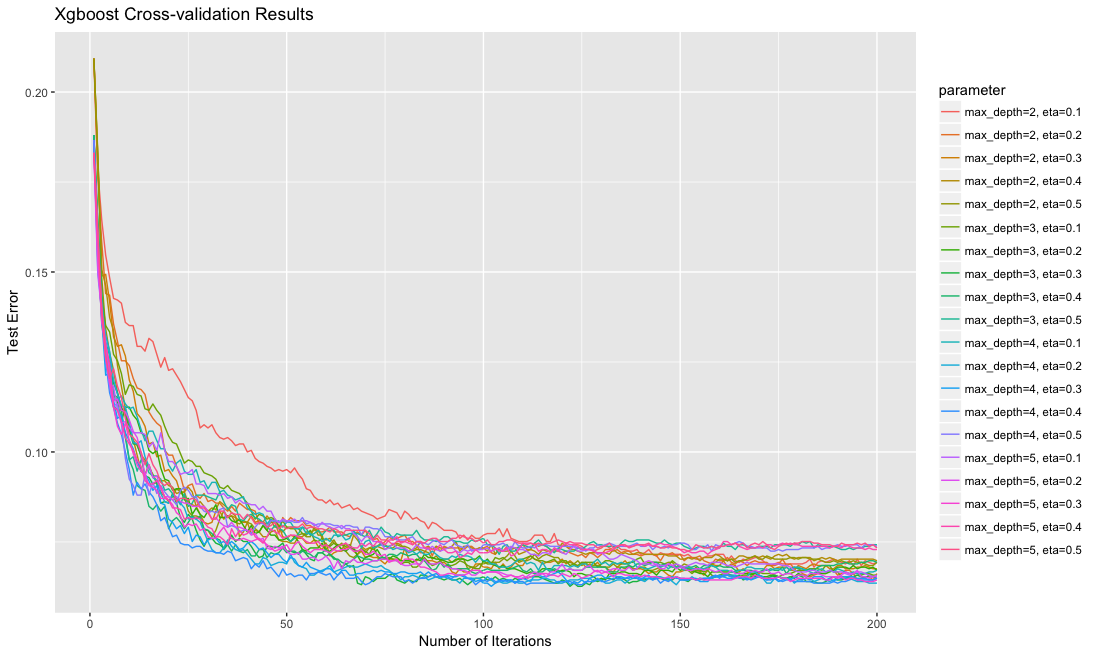 Xgboost Cross-validation Results
Test Error
0.20
0.15
0.10
0
50
100
150
200
Number of Iterations
parameter
max_depth=2, eta=0.1
max_depth=2, eta=0.2
max_depth=2, eta=0.3
max_depth=2, eta=0.4
max_depth=2, eta=0.5
max_depth=3, eta=0.1
max_depth=3, eta=0.2
max_depth=3, eta=0.3
max_depth=3, eta=0.4
max_depth=3, eta=0.5
max_depth=4, eta=0.1
max_depth=4, eta=0.2
max_depth=4, eta=0.3
max_depth=4, eta=0.4
max_depth=4, eta=0.5
max_depth=5, eta=0.1
max_depth=5, eta=0.2
max_depth=5, eta=0.3
max_depth=5, eta=0.4
max_depth=5, eta=0.5